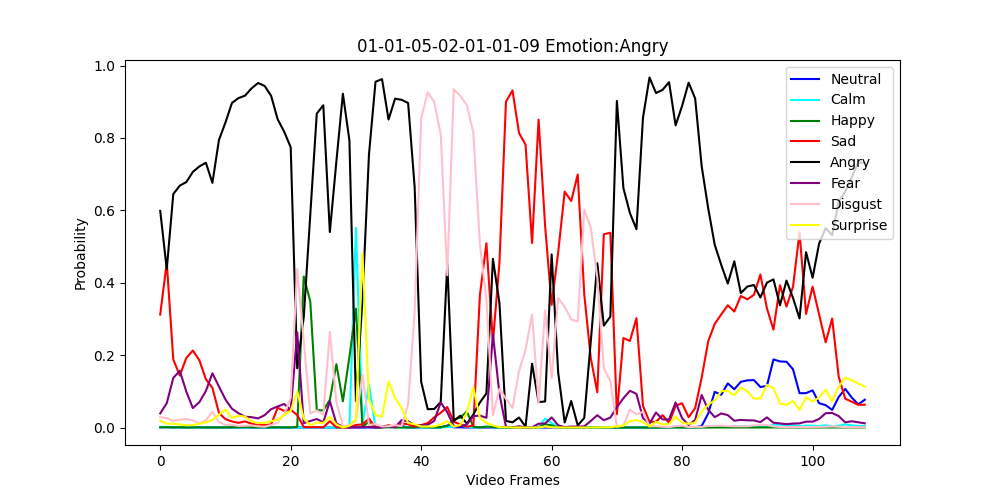 01-01-05-02-01-01-09 Emotion:Angry
1.0
0.8
0.6
0.4
0.2
0.0
Probability
0 20 40 60 80 100
Video Frames
Neutral
Calm
Happy
Sad
Angry
Fear
Disgust
Surprise